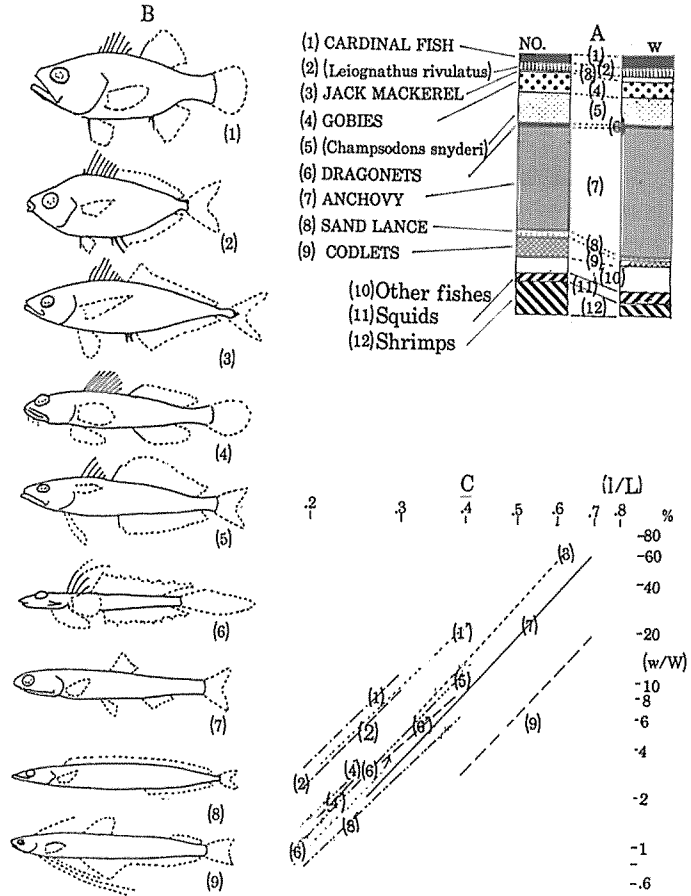 B
(1)
(2)
(3)
(4)
(5)
(6)
(7)
(8)
(9)
A
NO. W
(1) CARDINAL FISH
(2) (Leiognathus rivulatus)
(3) JACK MACKEREL
(4) GOBIES
(5) (Champsodons snyderi)
(6) DRAGONETS
(7) ANCHOVY
(8) SAND LANCE
(9) CODLETS
(10) Other fishes
(11) Squids
(12) Shrimps
(1)
(3) (2)
(4)
(5)
(6
(7)
(8)
(9)
(10)
(11)
(12)
C (l/L)
.2 .3 .4 .5 .6 .7 .8 %
-80
-60
-40
-20
(w/W)
-10
-8
-6
-4
-2
-1
-.6
(3)
(1')
(7)
(1)
(5)
(2)
(6')
(9)
(2)
(4) (6)
(8)
(6)